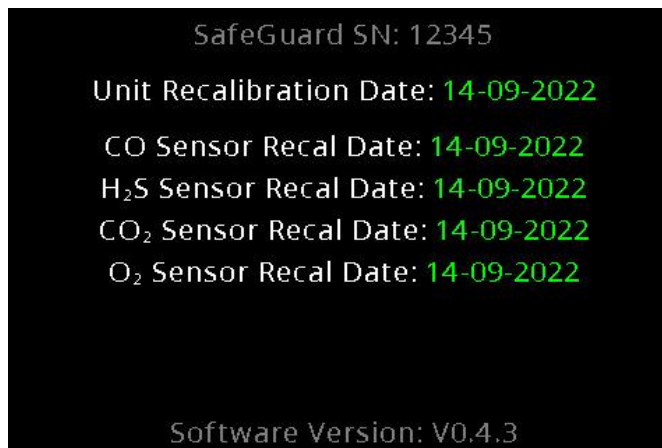 SafeGuard SN: 12345
Unit Recalibration Date: 14-09-2022
CO Sensor Recal Date: 14-09-2022
H₂S Sensor Recal Date: 14-09-2022
CO₂ Sensor Recal Date: 14-09-2022
O₂ Sensor Recal Date: 14-09-2022
Software Version: V0.4.3